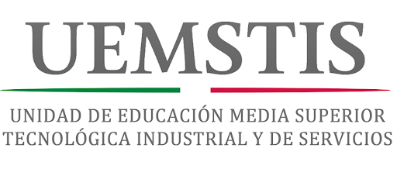 UEMSTIS
UNIDAD DE EDUCACIÓN MEDIA SUPERIOR
TECNOLÓGICA INDUSTRIAL Y DE SERVICIOS